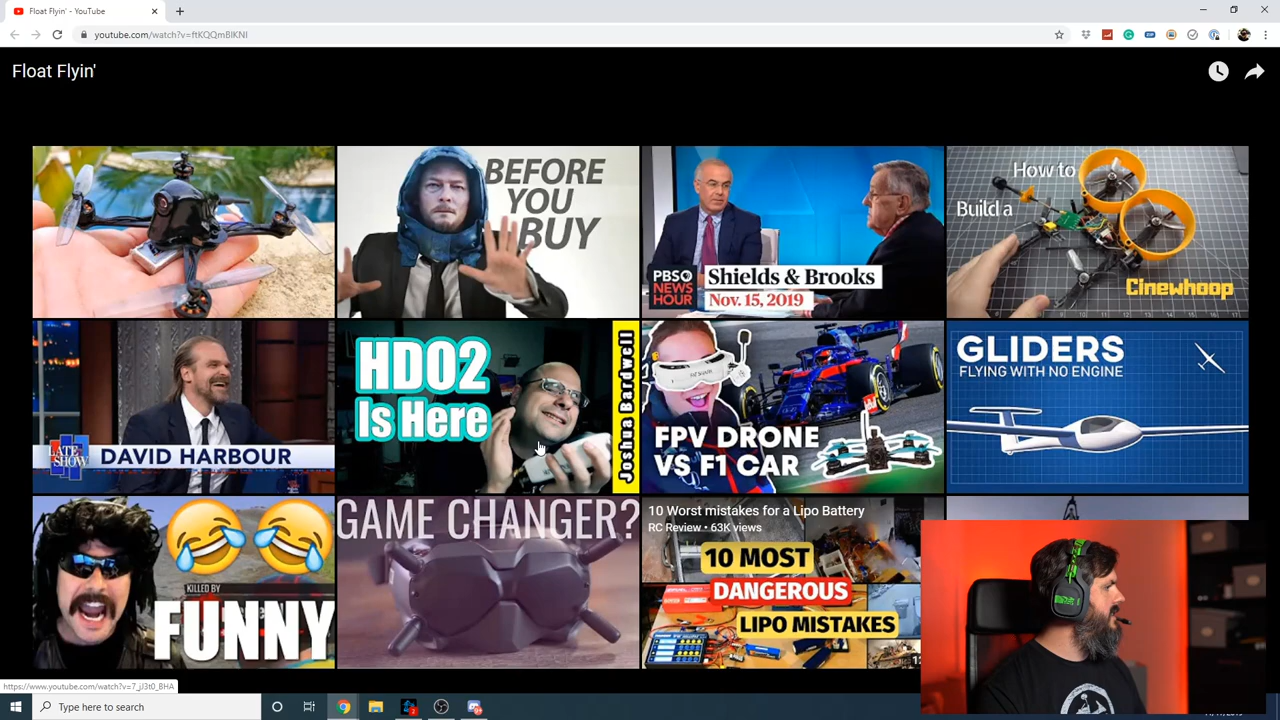 Float Flyin' - YouTube
youtube.com/watch?v=ftKQQmBlKNI
Float Flyin'
BEFORE
YOU
BUY
PBS
NEWS
HOUR
Shields & Brooks
Nov. 15, 2019
How to
Build a
Cinewhoop
LATE
SHOW
DAVID HARBOUR
HDO2
Is Here
Joshua Bardwell
FPV DRONE
VS F1 CAR
GLIDERS
FLYING WITH NO ENGINE
KILLED BY
FUNNY
GAME CHANGER?
10 Worst mistakes for a Lipo Battery
RC Review • 63K views
10 MOST
DANGEROUS
LIPO MISTAKES
https://www.youtube.com/watch?v=7_jJ3t0_BHA
Type here to search